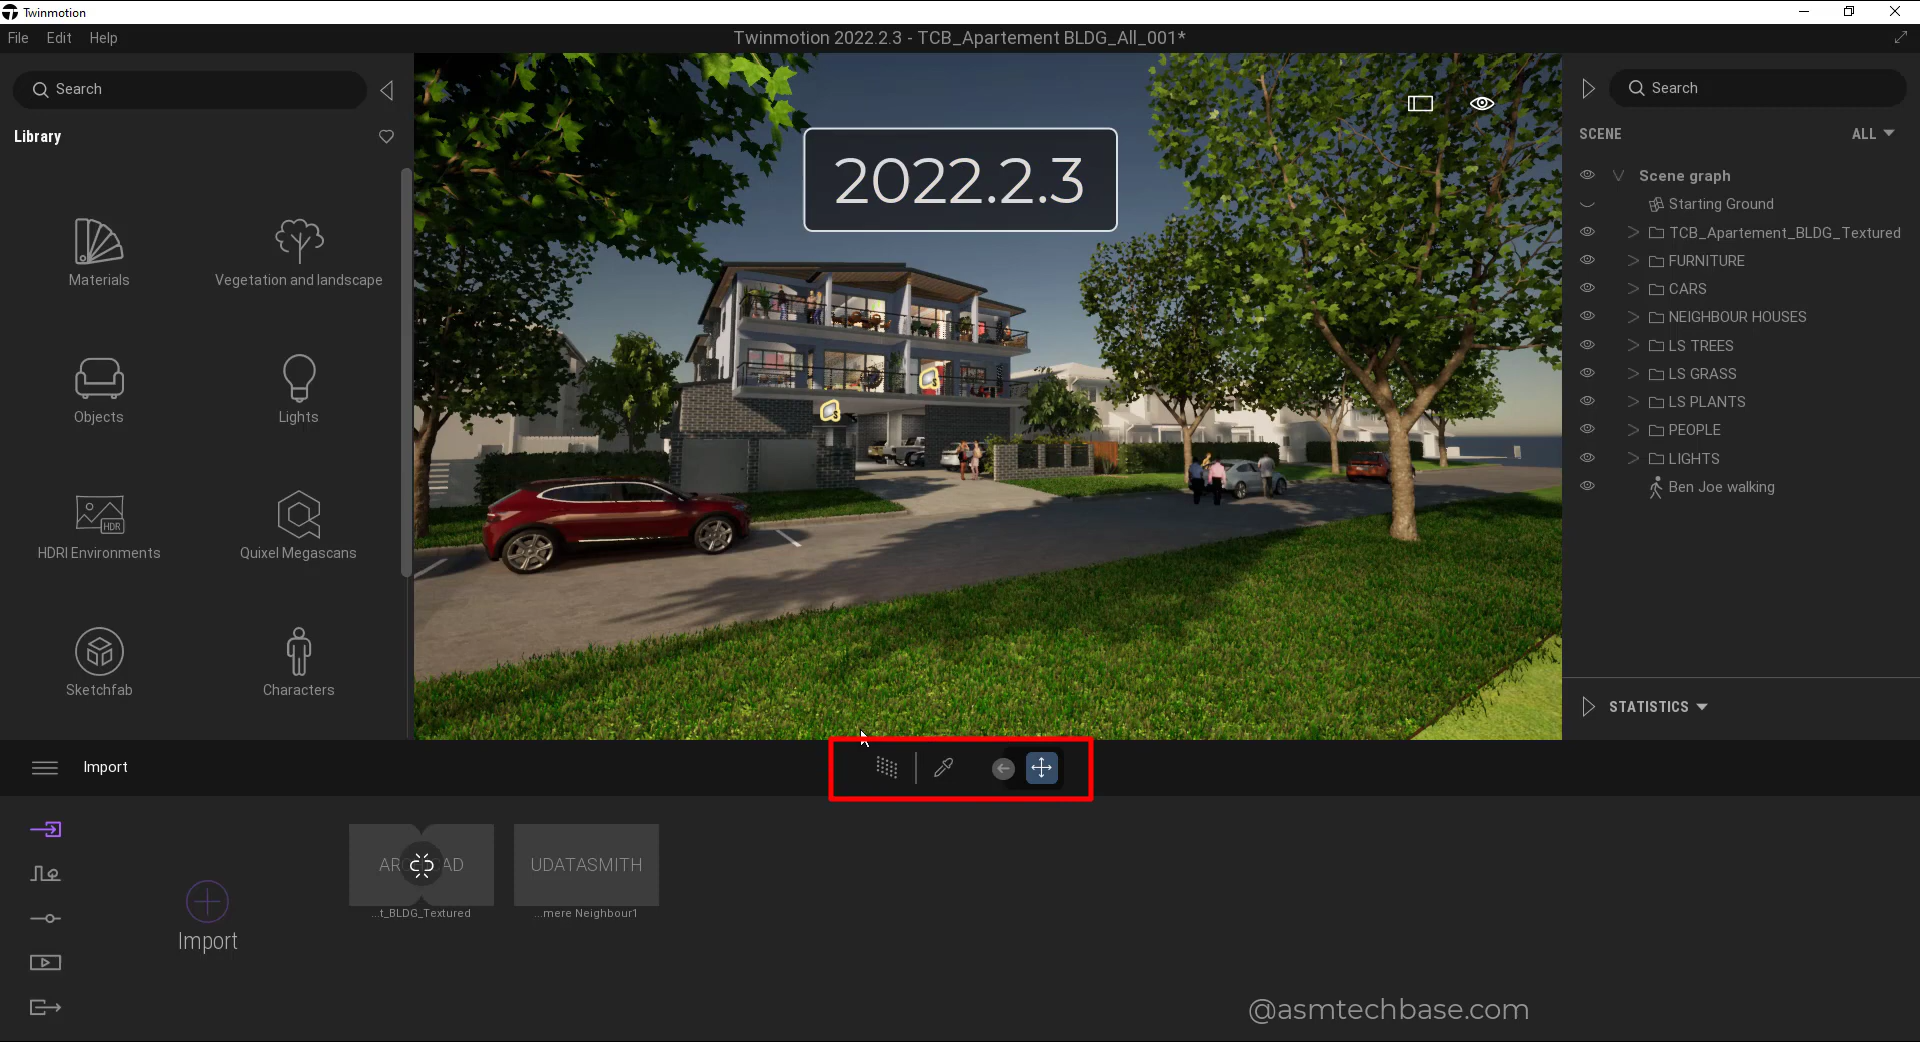 Twinmotion
File Edit Help
Twinmotion 2022.2.3 - TCB_Apartement BLDG_All_001*
Search
Library
Materials
Vegetation and landscape
Objects
Lights
HDR
HDRI Environments
Quixel Megascans
Sketchfab
Characters
2022.2.3
Search
SCENE
ALL
Scene graph
Starting Ground
TCB_Apartement_BLDG_Textured
FURNITURE
CARS
NEIGHBOUR HOUSES
LS TREES
LS GRASS
LS PLANTS
PEOPLE
LIGHTS
Ben Joe walking
STATISTICS
Import
Import
...t_BLDG_Textured
UDATASMITH
...mere Neighbour1
@asmtechbase.com